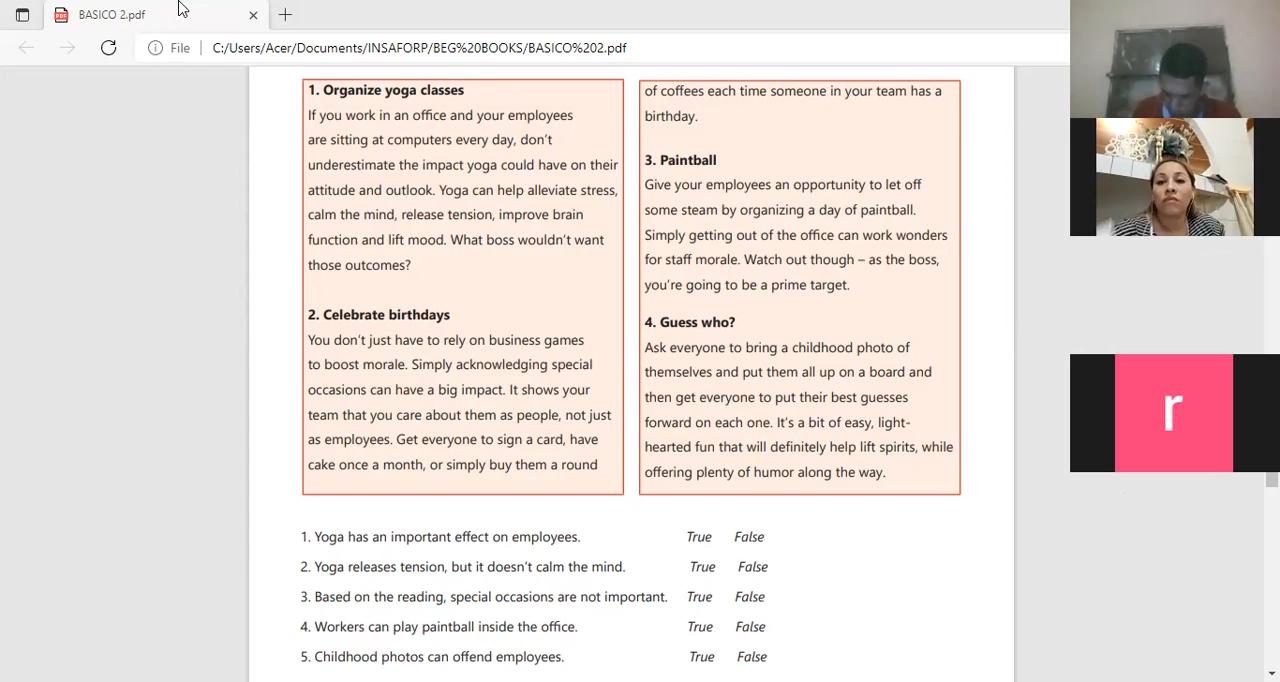 BASICO 2.pdf
File
C:/Users/Acer/Documents/INSAFORP/BEG%20BOOKS/BASICO%202.pdf
1. Organize yoga classes
If you work in an office and your employees
are sitting at computers every day, don’t
underestimate the impact yoga could have on their
attitude and outlook. Yoga can help alleviate stress,
calm the mind, release tension, improve brain
function and lift mood. What boss wouldn’t want
those outcomes?
2. Celebrate birthdays
You don’t just have to rely on business games
to boost morale. Simply acknowledging special
occasions can have a big impact. It shows your
team that you care about them as people, not just
as employees. Get everyone to sign a card, have
cake once a month, or simply buy them a round
of coffees each time someone in your team has a
birthday.
3. Paintball
Give your employees an opportunity to let off
some steam by organizing a day of paintball.
Simply getting out of the office can work wonders
for staff morale. Watch out though – as the boss,
you’re going to be a prime target.
4. Guess who?
Ask everyone to bring a childhood photo of
themselves and put them all up on a board and
then get everyone to put their best guesses
forward on each one. It’s a bit of easy, light-
hearted fun that will definitely help lift spirits, while
offering plenty of humor along the way.
1. Yoga has an important effect on employees. True False
2. Yoga releases tension, but it doesn’t calm the mind. True False
3. Based on the reading, special occasions are not important. True False
4. Workers can play paintball inside the office. True False
5. Childhood photos can offend employees. True False
r